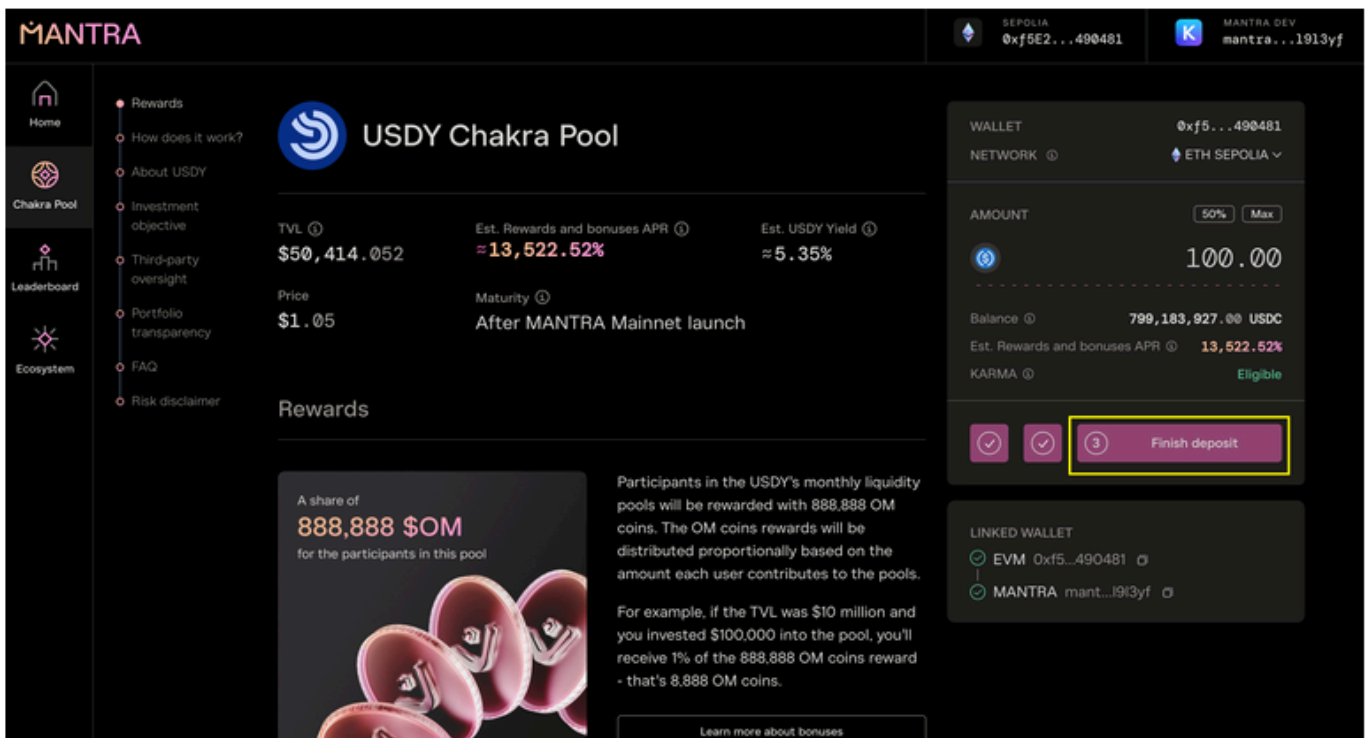 MANTRA
SEPOLIA
0xf5E2...490481
K
MANTRA DEV
mantra...19l3yf
Home
Chakra Pool
Leaderboard
Ecosystem
Rewards
How does it work?
About USDY
Investment
objective
Third-party
oversight
Portfolio
transparency
FAQ
Risk disclaimer
USDY Chakra Pool
TVL
$50,414.052
Est. Rewards and bonuses APR
≈13,522.52%
Est. USDY Yield
≈5.35%
Price
$1.05
Maturity
After MANTRA Mainnet launch
Rewards
A share of
888,888 $OM
for the participants in this pool
Participants in the USDY's monthly liquidity
pools will be rewarded with 888,888 OM
coins. The OM coins rewards will be
distributed proportionally based on the
amount each user contributes to the pools.
For example, if the TVL was $10 million and
you invested $100,000 into the pool, you'll
receive 1% of the 888,888 OM coins reward
- that's 8,888 OM coins.
Learn more about bonuses
WALLET 0xf5...490481
NETWORK ETH SEPOLIA
AMOUNT 50% Max
100.00
Balance 799,183,927.00 USDC
Est. Rewards and bonuses APR 13,522.52%
KARMA Eligible
3 Finish deposit
LINKED WALLET
EVM 0xf5...490481
MANTRA mant...l9l3yf